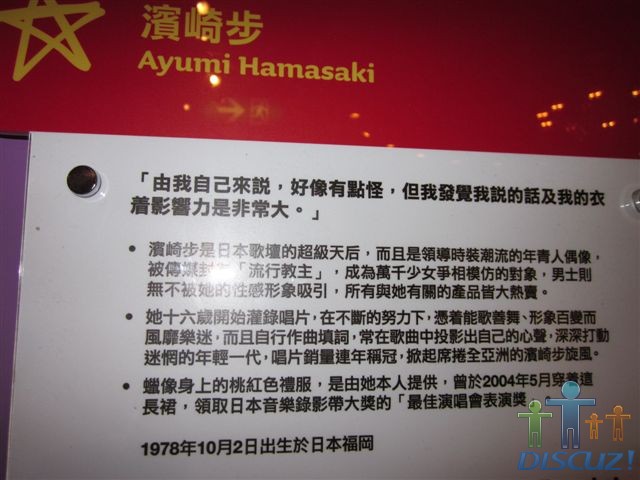 濱崎步
Ayumi Hamasaki
「由我自己來說，好像有點怪，但我發覺我說的話及我的衣
着影響力是非常大。」
• 濱崎步是日本歌壇的超級天后，而且是領導時裝潮流的年青人偶像，
被傳媒封 「流行教主」，成為萬千少女爭相模仿的對象，男士則
無不被她的性感形象吸引，所有與她有關的產品皆大熱賣。
• 她十六歲開始灌錄唱片，在不斷的努力下，憑着能歌善舞、形象百變而
風靡樂迷，而且自行作曲填詞，常在歌曲中投影出自己的心聲，深深打動
迷惘的年輕一代，唱片銷量連年稱冠，掀起席捲全亞洲的濱崎步旋風。
• 蠟像身上的桃紅色禮服，是由她本人提供，曾於2004年5月穿着這
長裙，領取日本音樂錄影帶大獎的「最佳演唱會表演獎」。
1978年10月2日出生於日本福岡
DISCUZ!